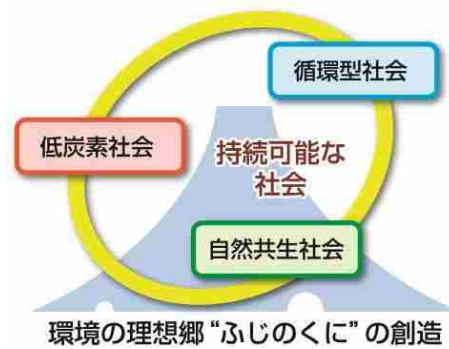 循環型社会
低炭素社会
持続可能な
社会
自然共生社会
環境の理想郷“ふじのくに”の創造